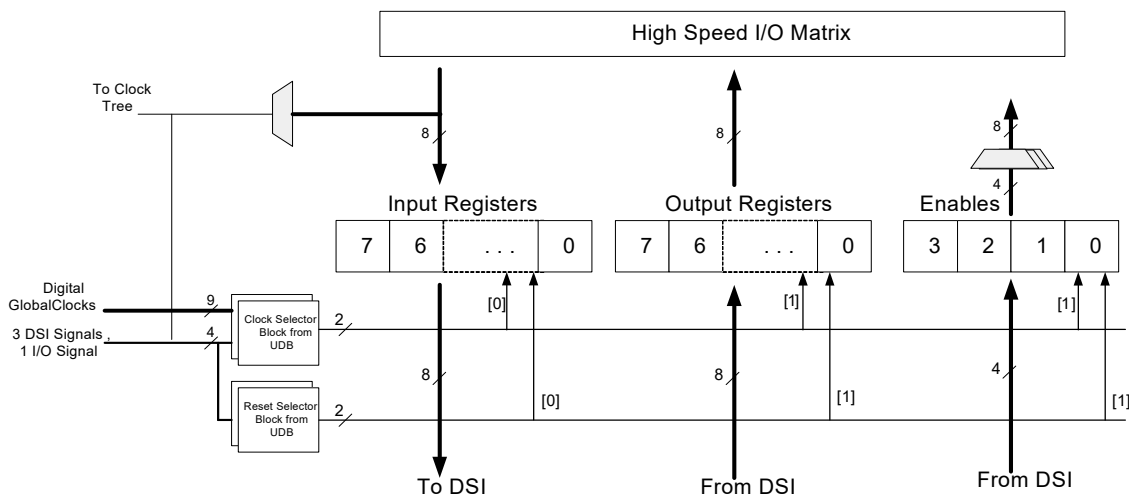 High Speed I/O Matrix
To Clock
Tree
8
8
8
4
Input Registers
Output Registers
Enables
7 6 . . . 0
7 6 . . . 0
3 2 1 0
Digital
GlobalClocks
9
[0]
[1]
[1]
3 DSI Signals ,
1 I/O Signal
4
Clock Selector
Block from
UDB
2
8
8
4
Reset Selector
Block from
UDB
2
[0]
[1]
[1]
To DSI
From DSI
From DSI